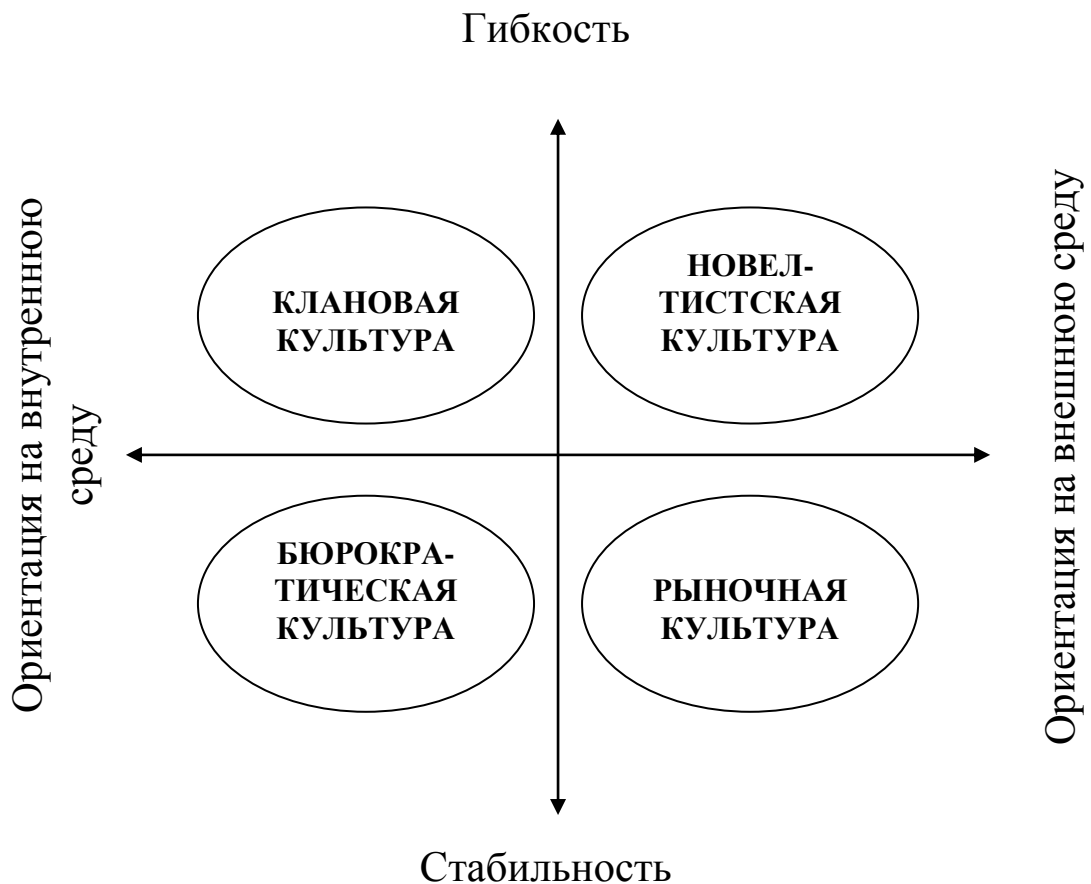 Гибкость
Ориентация на внутреннюю
среду
КЛАНОВАЯ
КУЛЬТУРА
НОВЕЛ-
ТИСТСКАЯ
КУЛЬТУРА
Ориентация на внешнюю среду
БЮРОКРА-
ТИЧЕСКАЯ
КУЛЬТУРА
РЫНОЧНАЯ
КУЛЬТУРА
Стабильность